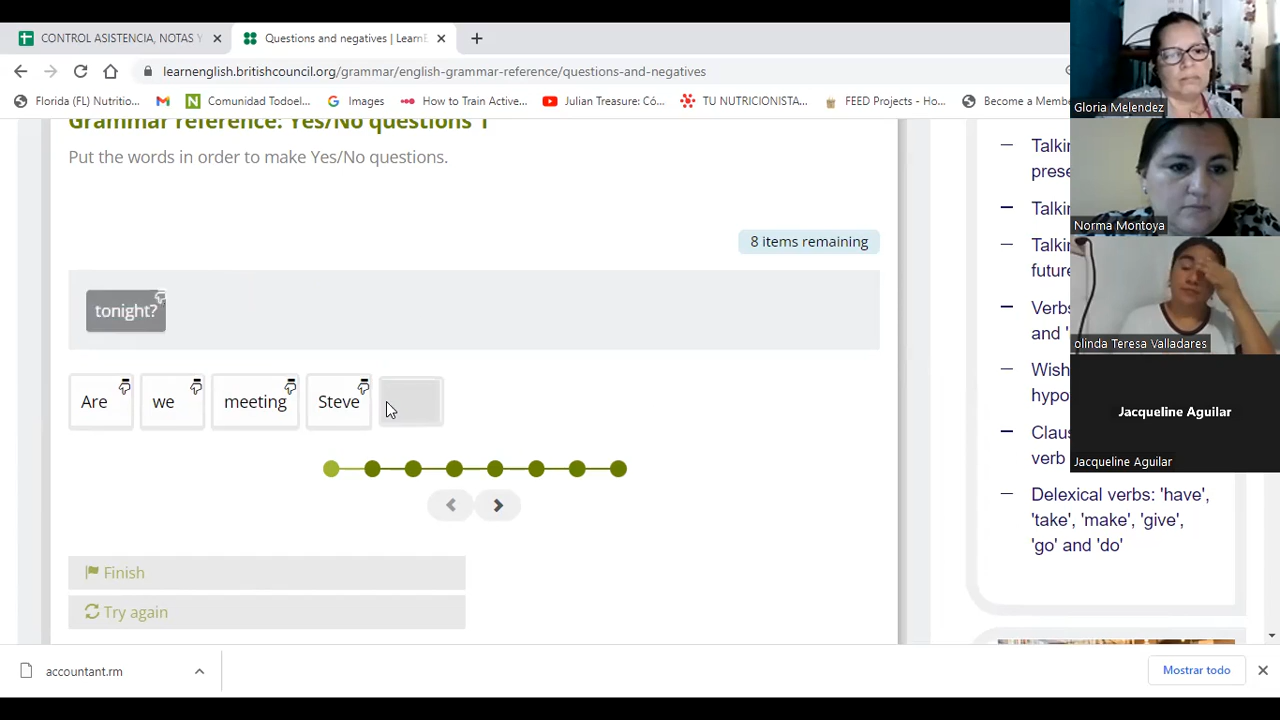 CONTROL ASISTENCIA, NOTAS Y
Questions and negatives | LearnE
learnenglish.britishcouncil.org/grammar/english-grammar-reference/questions-and-negatives
Florida (FL) Nutritio...
Comunidad Todoel...
Images
How to Train Active...
Julian Treasure: Có...
TU NUTRICIONISTA...
FEED Projects - Ho...
Become a Membe
Grammar reference: Yes/No questions 1
Put the words in order to make Yes/No questions.
8 items remaining
tonight?
Are
we
meeting
Steve
Finish
Try again
Talki
prese
Talki
Talki
future
Verbs
and '
Wish
hypo
Claus
verb
Delexical verbs: 'have',
'take', 'make', 'give',
'go' and 'do'
Gloria Melendez
Norma Montoya
olinda Teresa Valladares
Jacqueline Aguilar
Jacqueline Aguilar
accountant.rm
Mostrar todo